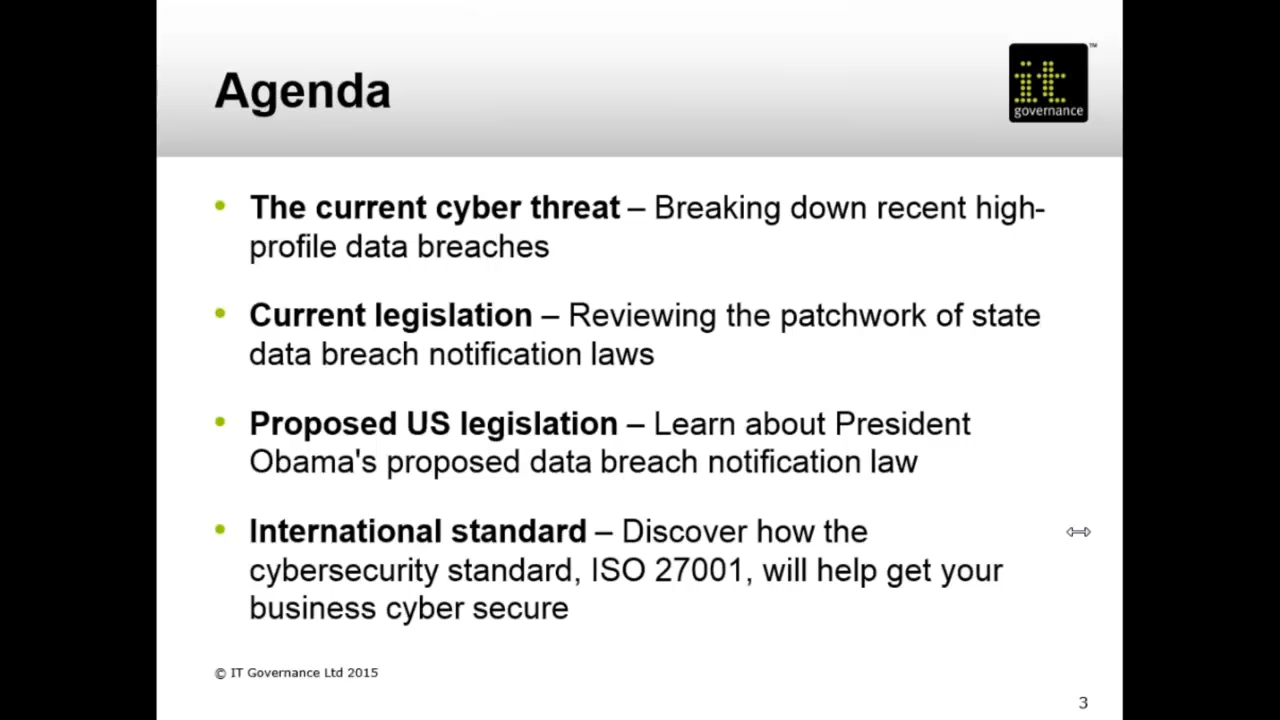 Agenda
it
governance
TM
• The current cyber threat – Breaking down recent high-
profile data breaches
• Current legislation – Reviewing the patchwork of state
data breach notification laws
• Proposed US legislation – Learn about President
Obama's proposed data breach notification law
• International standard – Discover how the
cybersecurity standard, ISO 27001, will help get your
business cyber secure
© IT Governance Ltd 2015
3